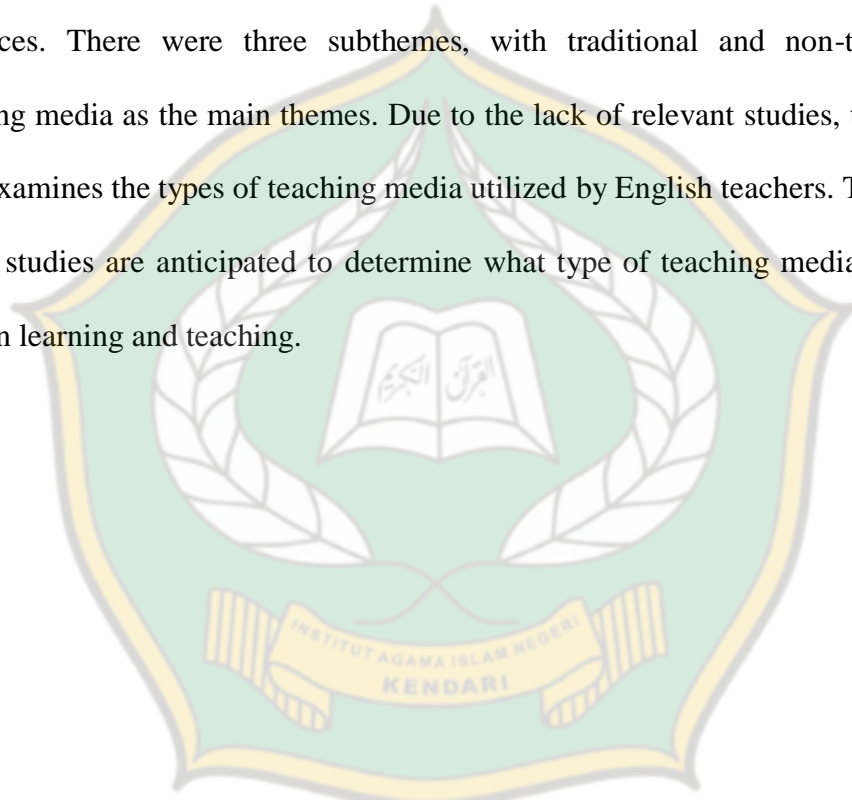 ces. There were three subthemes, with traditional and non-t
ng media as the main themes. Due to the lack of relevant studies,
xamines the types of teaching media utilized by English teachers. T
studies are anticipated to determine what type of teaching media
n learning and teaching.
القرآن الكريم
INSTITUT AGAMA ISLAM NEGERI
KENDARI